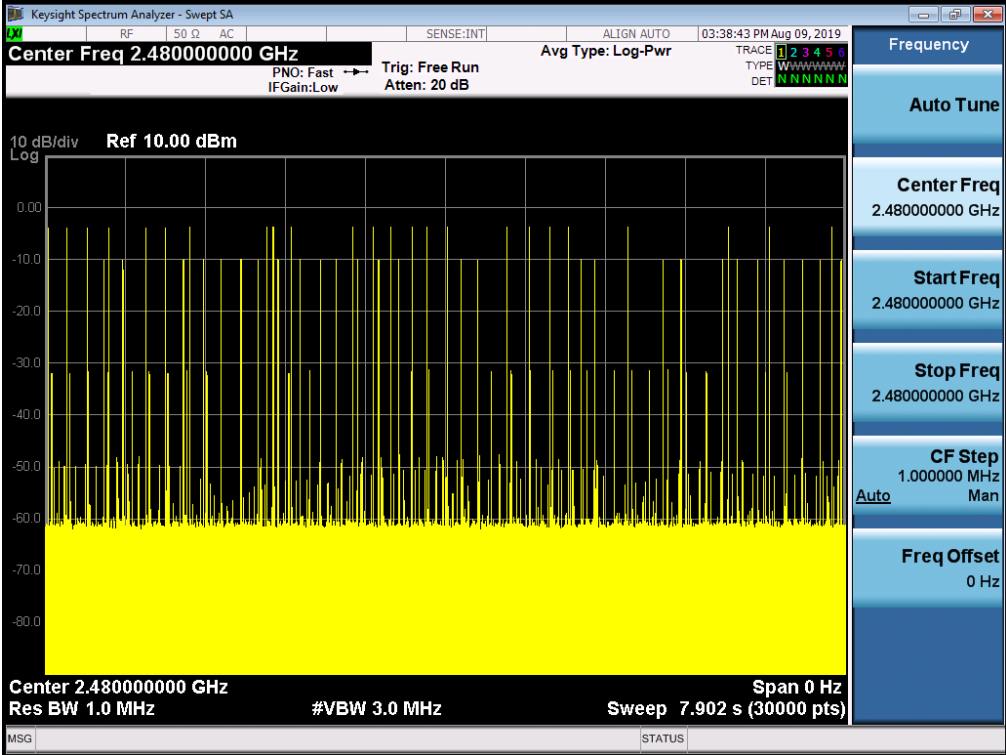 Keysight Spectrum Analyzer - Swept SA
LXI RF 50 Ω AC SENSE:INT ALIGN AUTO 03:38:43 PM Aug 09, 2019
Center Freq 2.480000000 GHz
PNO: Fast
IFGain:Low
Trig: Free Run
Atten: 20 dB
Avg Type: Log-Pwr
TRACE 1 2 3 4 5 6
TYPE WWWWWW
DET N N N N N N
Frequency
Auto Tune
Center Freq
2.480000000 GHz
Start Freq
2.480000000 GHz
Stop Freq
2.480000000 GHz
CF Step
1.000000 MHz
Auto Man
Freq Offset
0 Hz
10 dB/div Ref 10.00 dBm
Log
0.00
-10.0
-20.0
-30.0
-40.0
-50.0
-60.0
-70.0
-80.0
Center 2.480000000 GHz Span 0 Hz
Res BW 1.0 MHz #VBW 3.0 MHz Sweep 7.902 s (30000 pts)
MSG STATUS